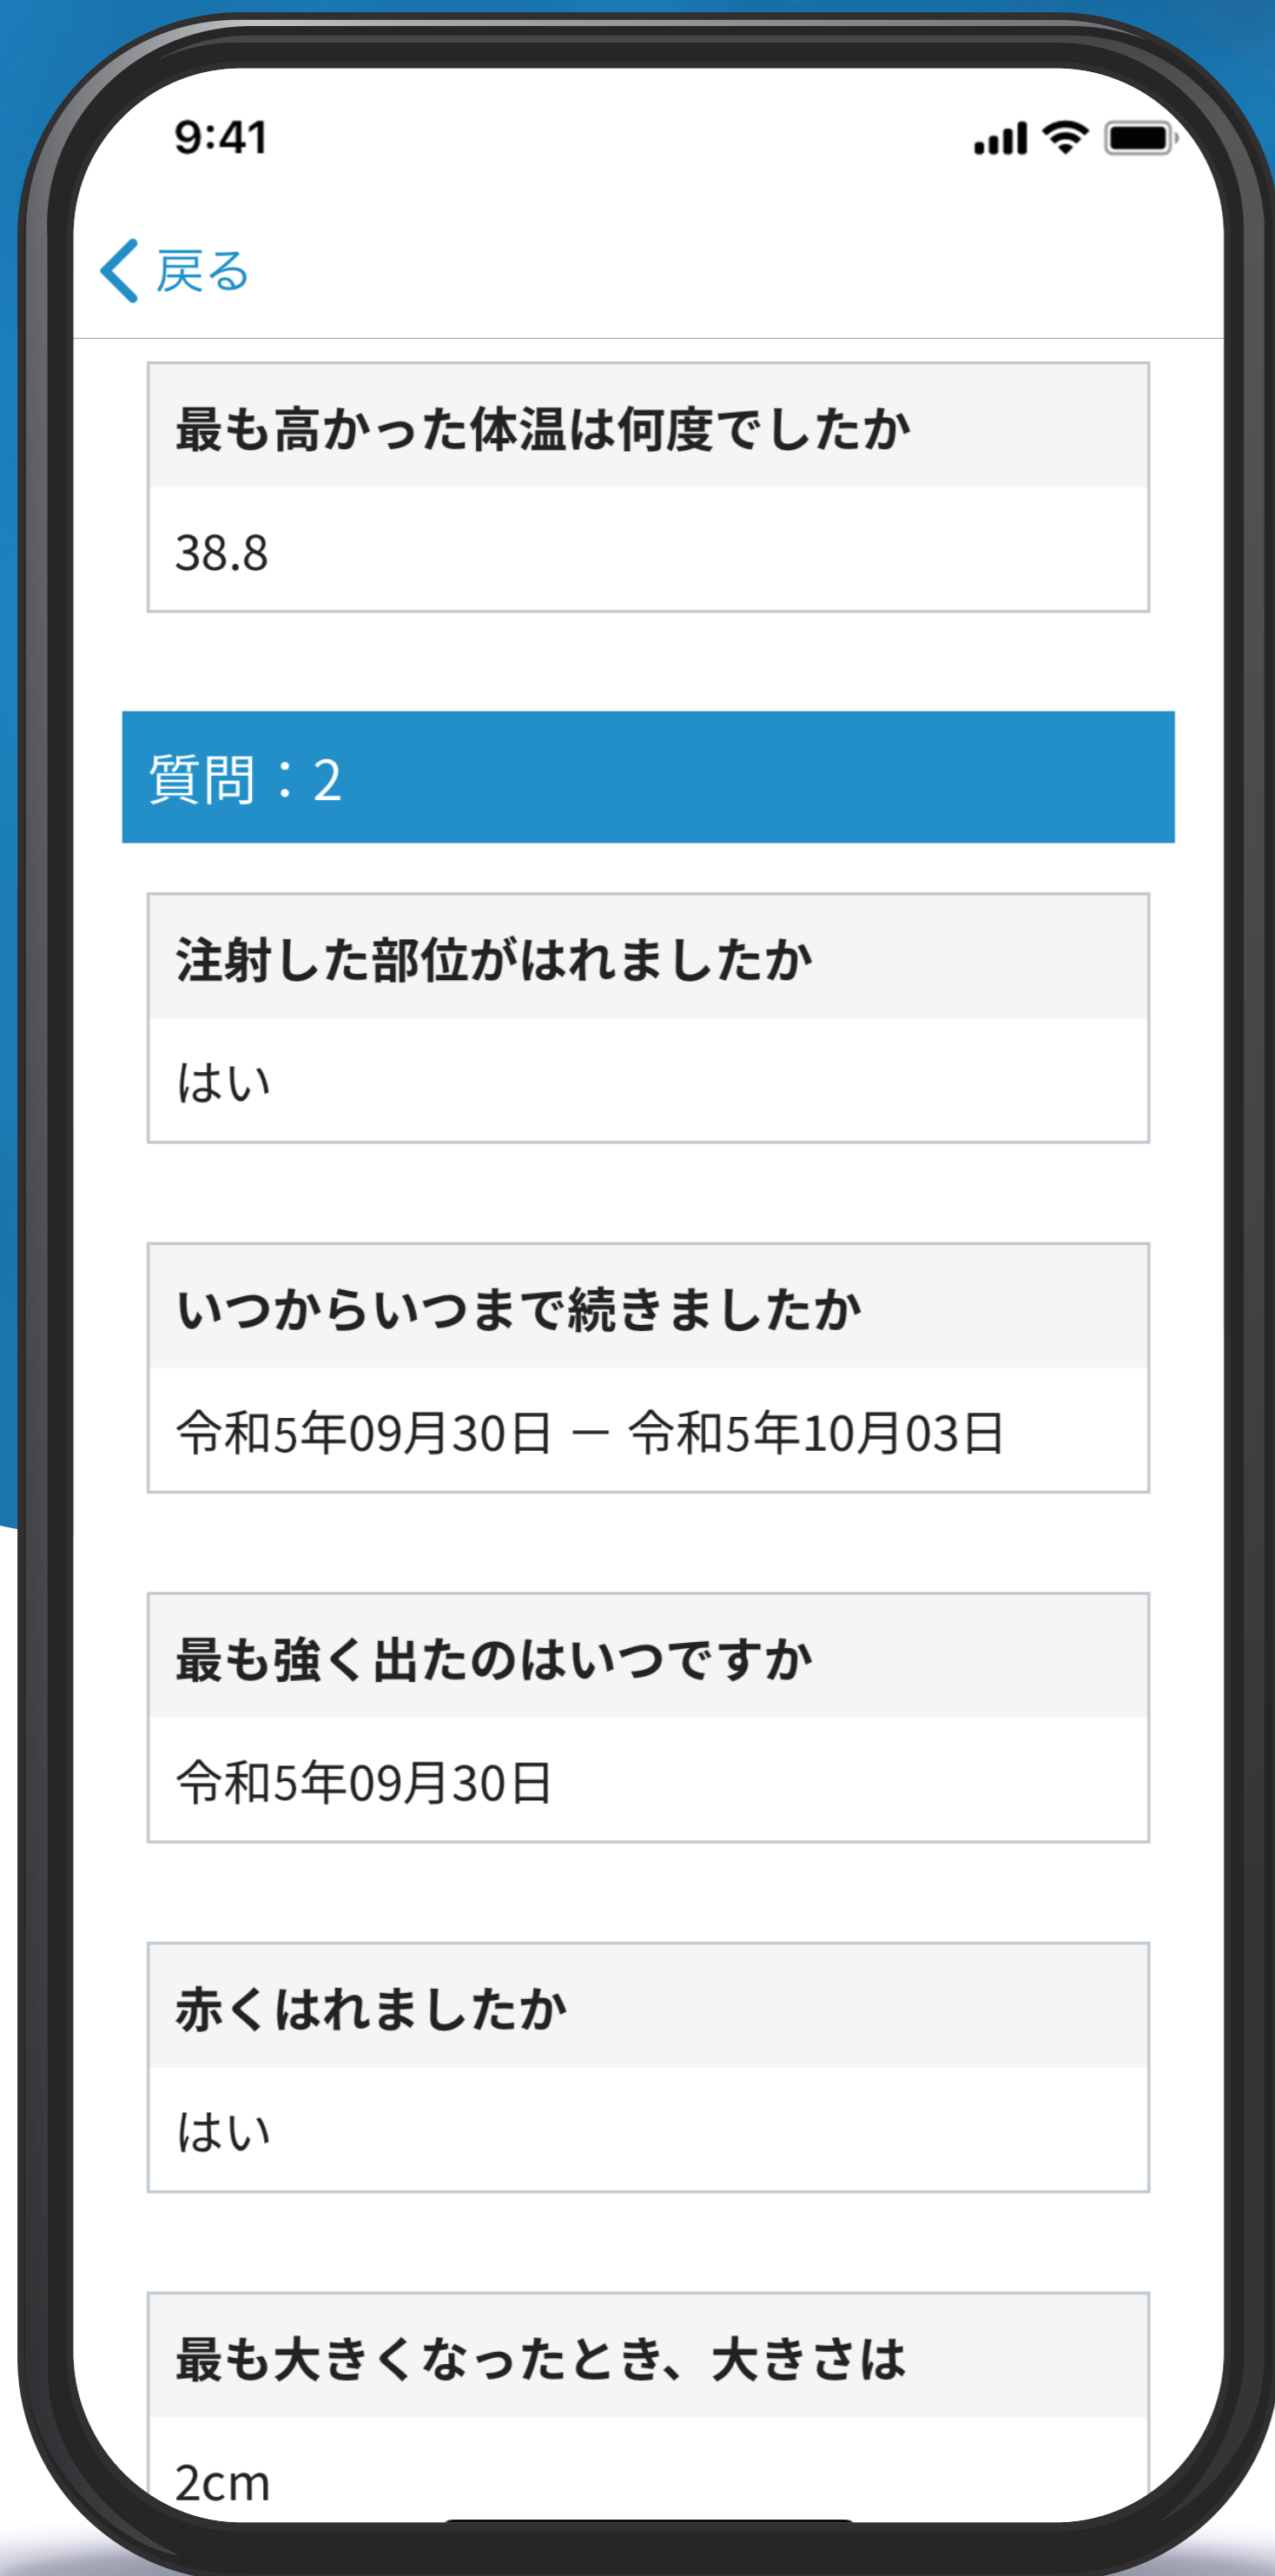 9:41
戻る
最も高かった体温は何度でしたか
38.8
質問：2
注射した部位がはれましたか
はい
いつからいつまで続きましたか
令和5年09月30日 － 令和5年10月03日
最も強く出たのはいつですか
令和5年09月30日
赤くはれましたか
はい
最も大きくなったとき、大きさは
2cm